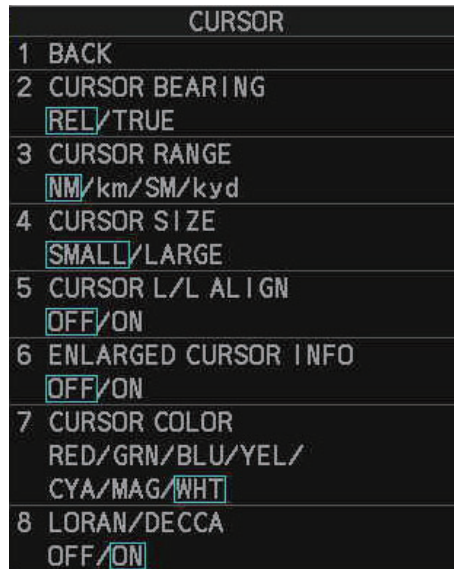 CURSOR
1 BACK
2 CURSOR BEARING
REL/TRUE
3 CURSOR RANGE
NM/km/SM/kyd
4 CURSOR SIZE
SMALL/LARGE
5 CURSOR L/L ALIGN
OFF/ON
6 ENLARGED CURSOR INFO
OFF/ON
7 CURSOR COLOR
RED/GRN/BLU/YEL/
CYA/MAG/WHT
8 LORAN/DECCA
OFF/ON